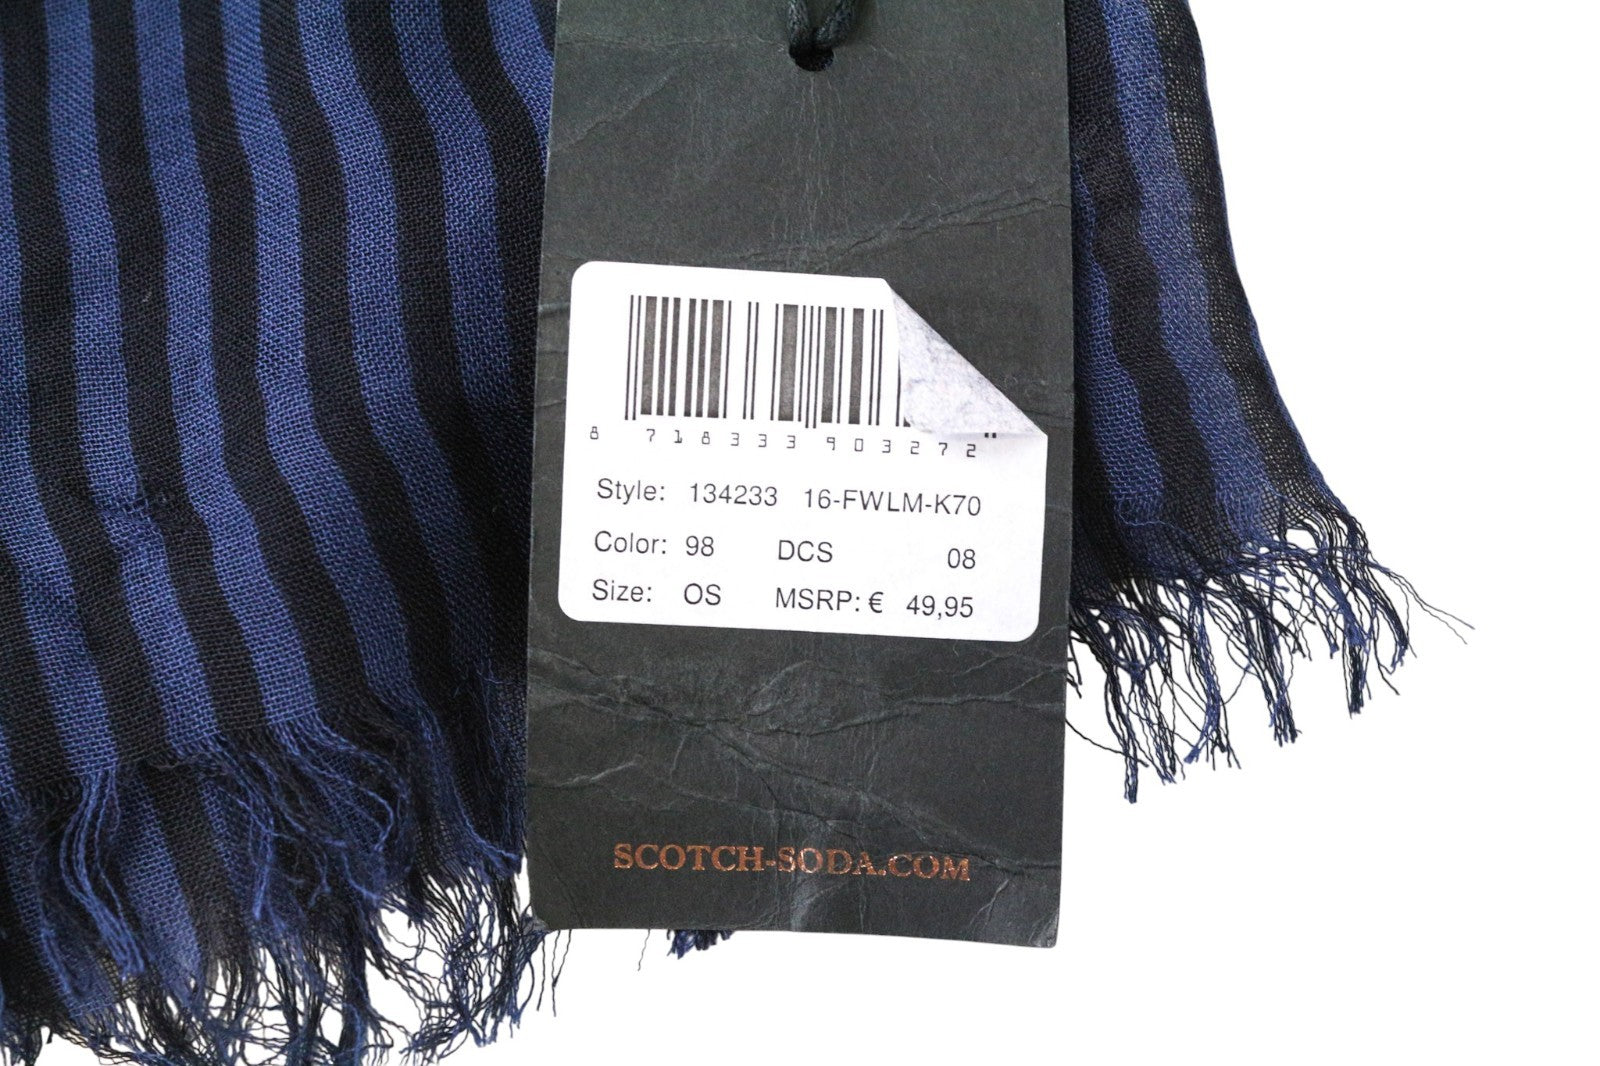 8 718333 903272
Style: 134233 16-FWLM-K70
Color: 98 DCS 08
Size: OS MSRP: € 49,95
SCOTCH-SODA.COM